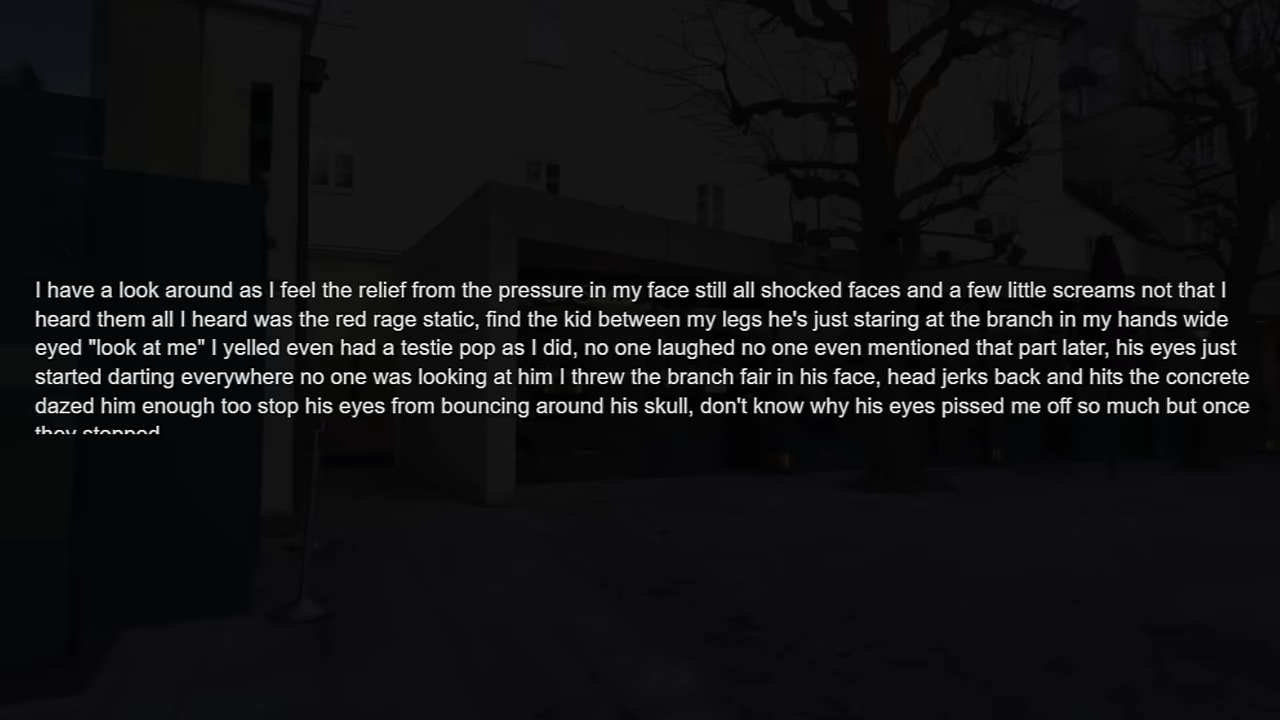 I have a look around as I feel the relief from the pressure in my face still all shocked faces and a few little screams not that I
heard them all I heard was the red rage static, find the kid between my legs he's just staring at the branch in my hands wide
eyed "look at me" I yelled even had a testie pop as I did, no one laughed no one even mentioned that part later, his eyes just
started darting everywhere no one was looking at him I threw the branch fair in his face, head jerks back and hits the concrete
dazed him enough too stop his eyes from bouncing around his skull, don't know why his eyes pissed me off so much but once
they stopped